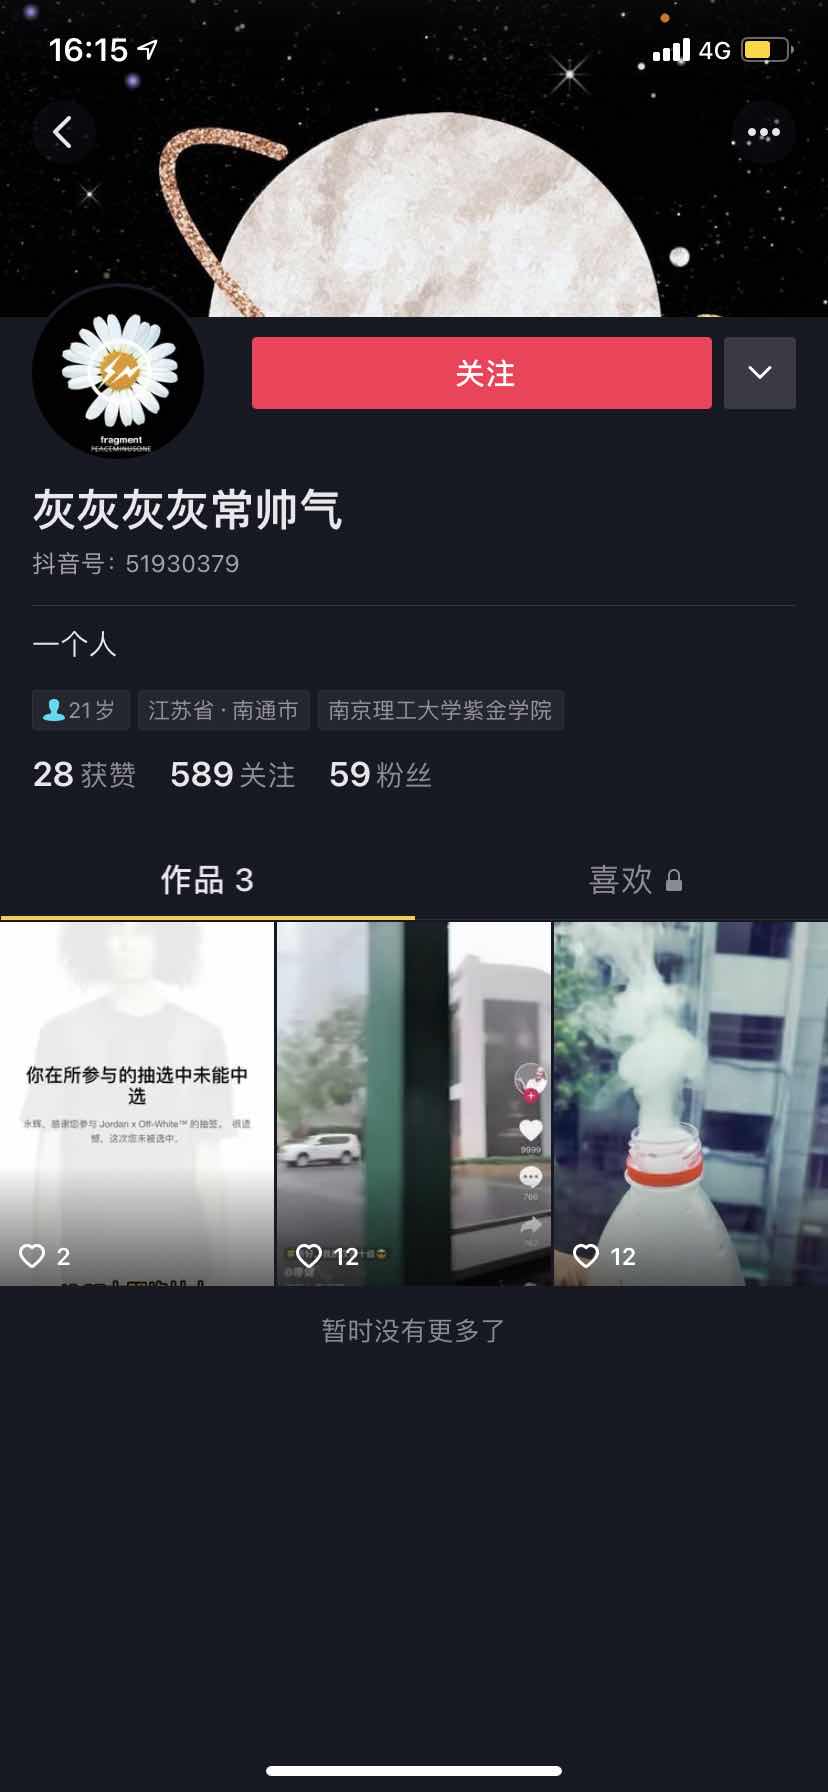 16:15
4G
fragment
PEACEMINUSONE
关注
灰灰灰灰常帅气
抖音号：51930379
一个人
21岁
江苏省 · 南通市
南京理工大学紫金学院
28 获赞 589 关注 59 粉丝
作品 3
喜欢
你在所参与的抽选中未能中
选
永辉、感谢您参与 Jordan x Off-White™ 的抽签。 很遗
憾，这次您未被选中。
2
9999
766
12
12
暂时没有更多了